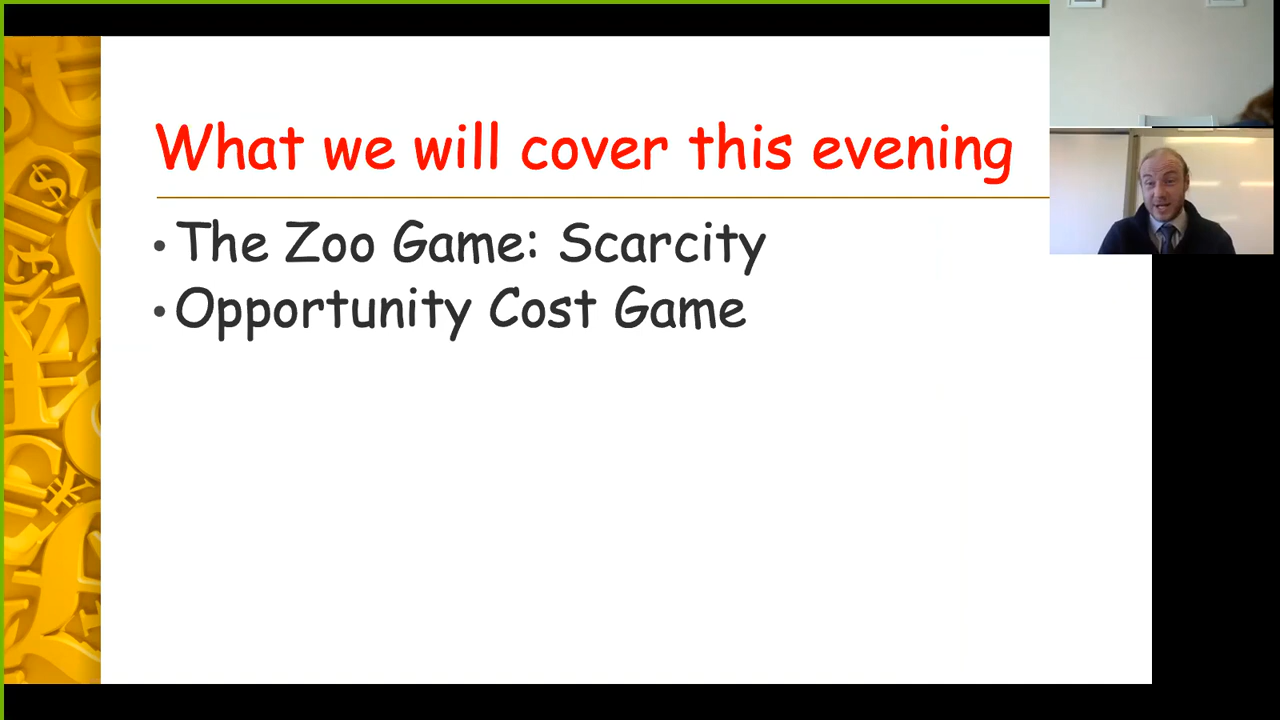 What we will cover this evening
• The Zoo Game: Scarcity
• Opportunity Cost Game